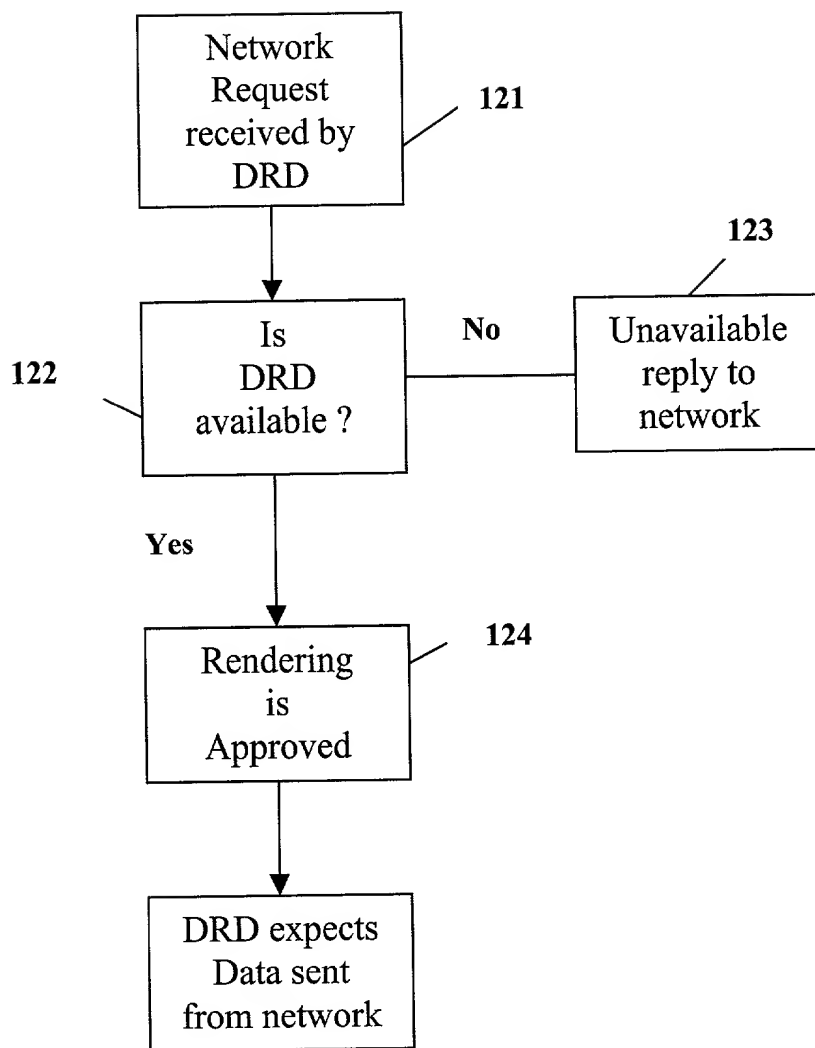 Network
Request
received by
DRD
121
123
Is
DRD
available ?
122
No
Unavailable
reply to
network
Yes
124
Rendering
is
Approved
DRD expects
Data sent
from network